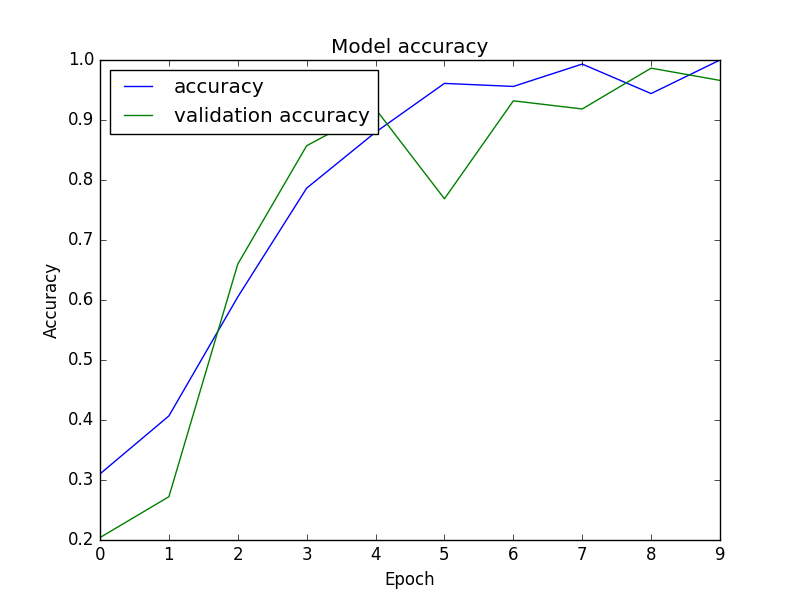 Model accuracy
accuracy
validation accuracy
1.0
0.9
0.8
0.7
0.6
0.5
0.4
0.3
0.2
Accuracy
0 1 2 3 4 5 6 7 8 9
Epoch